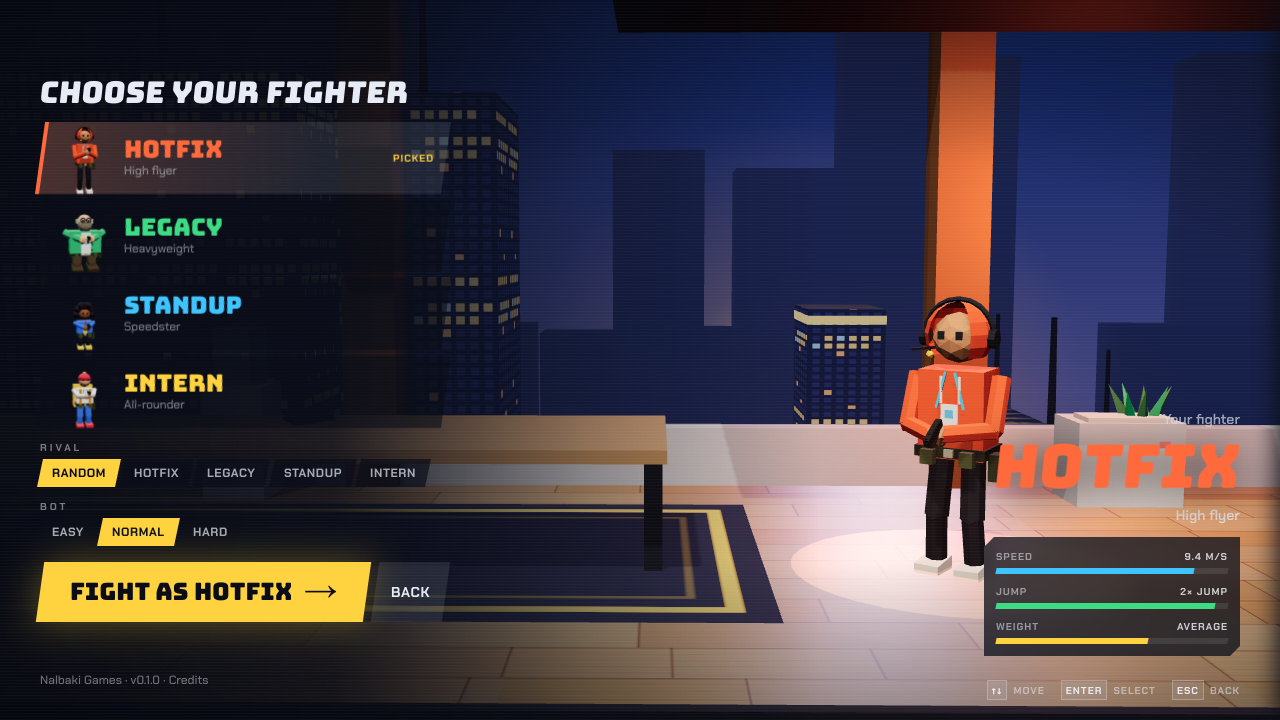 CHOOSE YOUR FIGHTER
HOTFIX
High flyer
PICKED
LEGACY
Heavyweight
STANDUP
Speedster
INTERN
All-rounder
RIVAL
RANDOM HOTFIX LEGACY STANDUP INTERN
BOT
EASY NORMAL HARD
FIGHT AS HOTFIX → BACK
Nalbaki Games · v0.1.0 · Credits
Your fighter
HOTFIX
High flyer
SPEED 9.4 M/S
JUMP 2× JUMP
WEIGHT AVERAGE
↑↓ MOVE ENTER SELECT ESC BACK